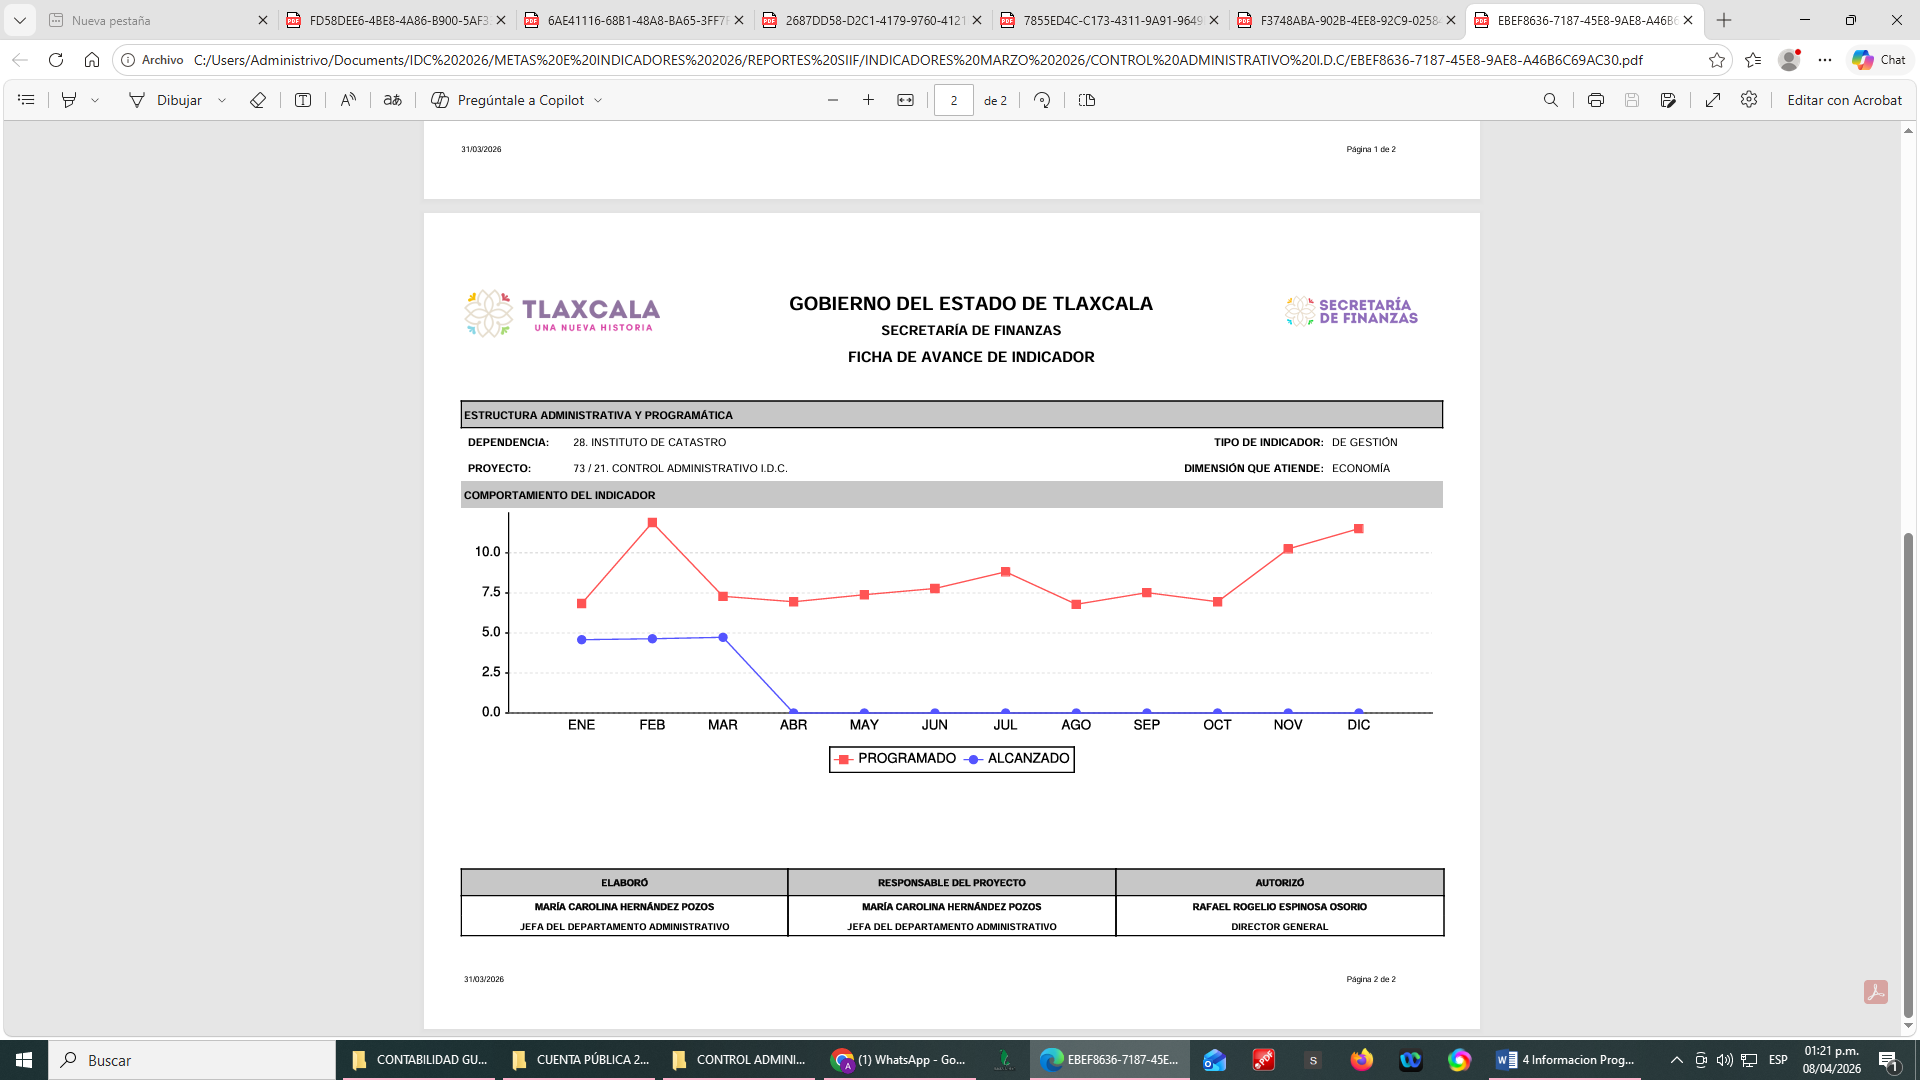 Nueva pestaña
FD58DEE6-4BE8-4A86-B900-5AF3
6AE41116-68B1-48A8-BA65-3FF7F
2687DD58-D2C1-4179-9760-4121
7855ED4C-C173-4311-9A91-9649
F3748ABA-902B-4EE8-92C9-0258
EBEF8636-7187-45E8-9AE8-A46B6
Archivo C:/Users/Administrivo/Documents/IDC%202026/METAS%20E%20INDICADORES%202026/REPORTES%20SIIF/INDICADORES%20MARZO%202026/CONTROL%20ADMINISTRATIVO%20I.D.C/EBEF8636-7187-45E8-9AE8-A46B6C69AC30.pdf
Chat
Dibujar
Pregúntale a Copilot
2 de 2
Editar con Acrobat
31/03/2026 Página 1 de 2
TLAXCALA
UNA NUEVA HISTORIA
GOBIERNO DEL ESTADO DE TLAXCALA
SECRETARÍA DE FINANZAS
FICHA DE AVANCE DE INDICADOR
SECRETARÍA
DE FINANZAS
ESTRUCTURA ADMINISTRATIVA Y PROGRAMÁTICA
DEPENDENCIA: 28. INSTITUTO DE CATASTRO TIPO DE INDICADOR: DE GESTIÓN
PROYECTO: 73 / 21. CONTROL ADMINISTRATIVO I.D.C. DIMENSIÓN QUE ATIENDE: ECONOMÍA
COMPORTAMIENTO DEL INDICADOR
10.0
7.5
5.0
2.5
0.0
ENE FEB MAR ABR MAY JUN JUL AGO SEP OCT NOV DIC
PROGRAMADO ALCANZADO
ELABORÓ RESPONSABLE DEL PROYECTO AUTORIZÓ
MARÍA CAROLINA HERNÁNDEZ POZOS MARÍA CAROLINA HERNÁNDEZ POZOS RAFAEL ROGELIO ESPINOSA OSORIO
JEFA DEL DEPARTAMENTO ADMINISTRATIVO JEFA DEL DEPARTAMENTO ADMINISTRATIVO DIRECTOR GENERAL
31/03/2026 Página 2 de 2
Buscar
CONTABILIDAD GU...
CUENTA PÚBLICA 2...
CONTROL ADMINI...
(1) WhatsApp - Go...
EBEF8636-7187-45E...
4 Informacion Prog...
ESP
01:21 p.m.
08/04/2026
1